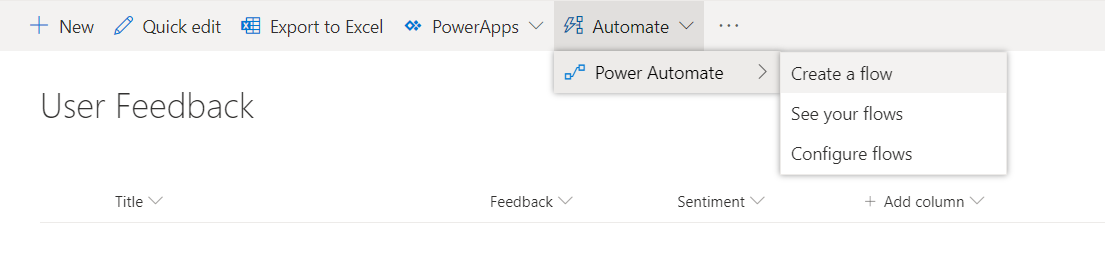 New Quick edit Export to Excel PowerApps Automate ...
Power Automate
Create a flow
See your flows
Configure flows
User Feedback
Title Feedback Sentiment + Add column